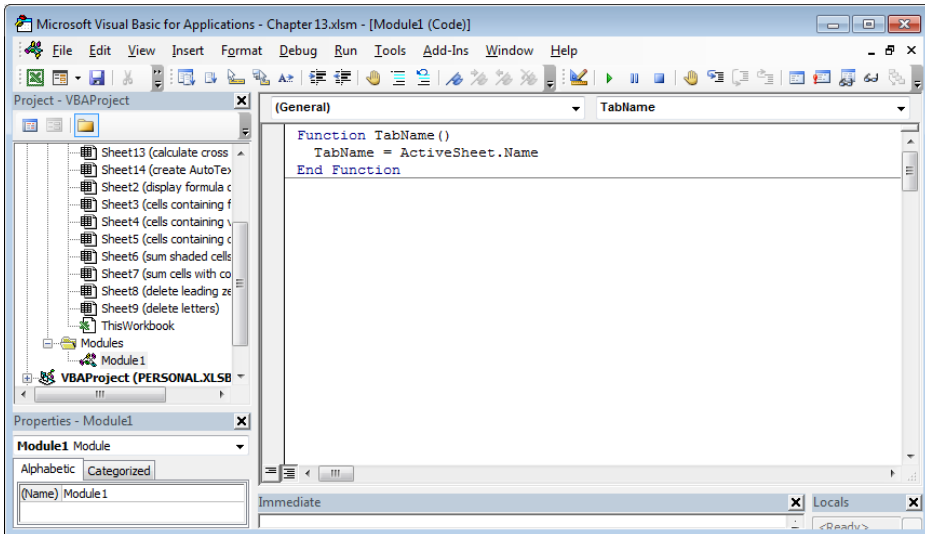 Microsoft Visual Basic for Applications - Chapter 13.xlsm - [Module1 (Code)]
File Edit View Insert Format Debug Run Tools Add-Ins Window Help
Project - VBAProject
(General)
TabName
Sheet13 (calculate cross
Sheet14 (create AutoTex
Sheet2 (display formula c
Sheet3 (cells containing f
Sheet4 (cells containing v
Sheet5 (cells containing c
Sheet6 (sum shaded cells
Sheet7 (sum cells with co
Sheet8 (delete leading ze
Sheet9 (delete letters)
ThisWorkbook
Modules
Module1
VBAProject (PERSONAL.XLSB
Function TabName()
TabName = ActiveSheet.Name
End Function
Properties - Module1
Module1 Module
Alphabetic Categorized
(Name) Module1
Immediate
Locals
<Ready>